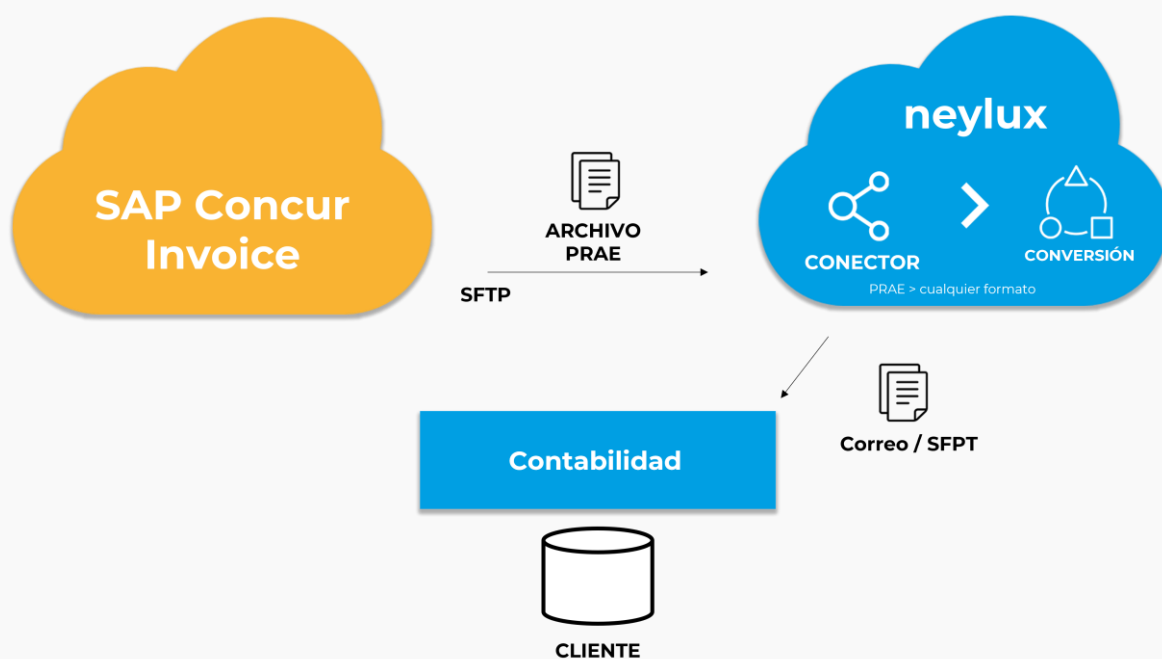 SAP Concur
Invoice
ARCHIVO
PRAE
SFTP
neylux
CONECTOR
CONVERSIÓN
PRAE > cualquier formato
Correo / SFPT
Contabilidad
CLIENTE